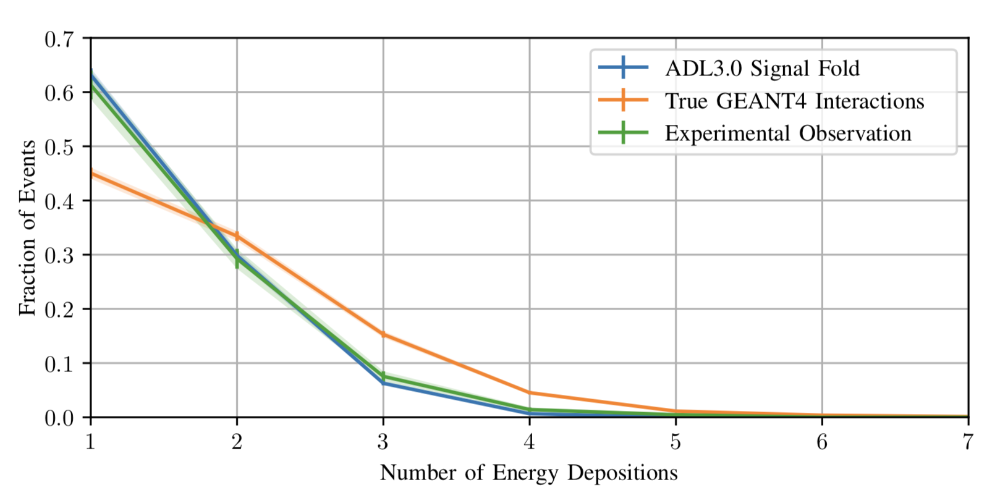 0.7
0.6
0.5
0.4
0.3
0.2
0.1
0.0
Fraction of Events
ADL3.0 Signal Fold
True GEANT4 Interactions
Experimental Observation
1 2 3 4 5 6 7
Number of Energy Depositions